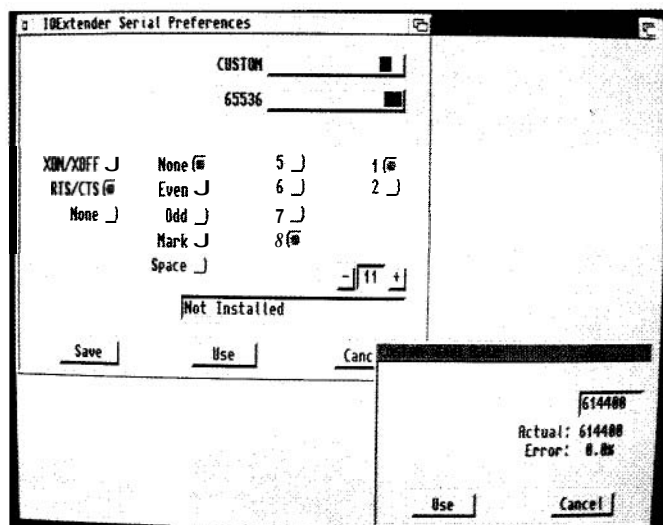 IOExtender Serial Preferences
CUSTOM
65536
XON/XOFF None 5 1
RTS/CTS Even 6 2
None Odd 7
Mark 8
Space - 11 +
Not Installed
Save Use Canc
614400
Actual: 614400
Error: 0.0%
Use Cancel